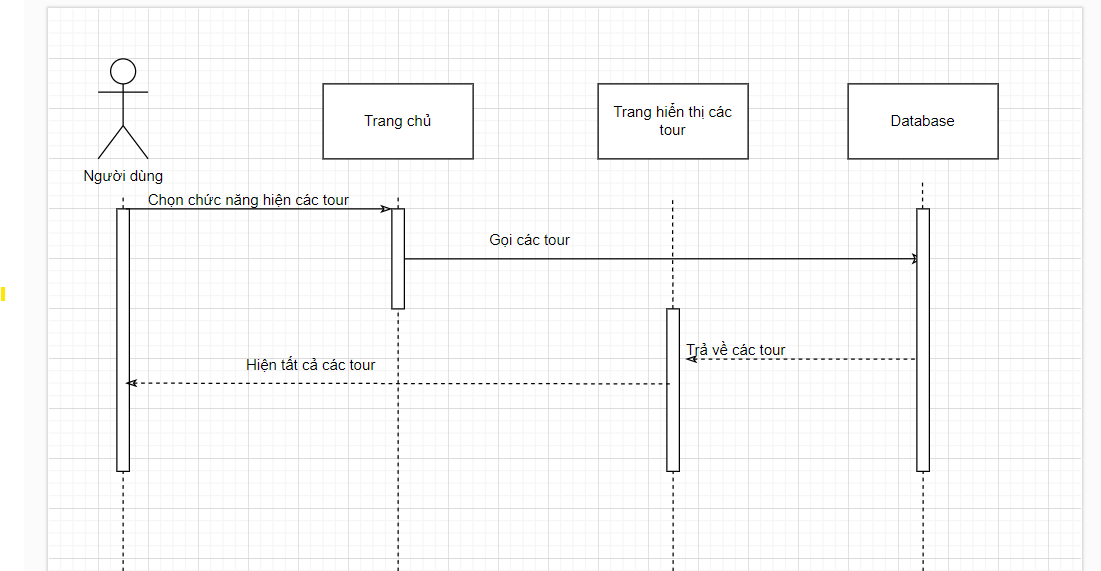 Trang chủ
Trang hiển thị các
tour
Database
Người dùng
Chọn chức năng hiện các tour
Gọi các tour
Trả về các tour
Hiện tất cả các tour